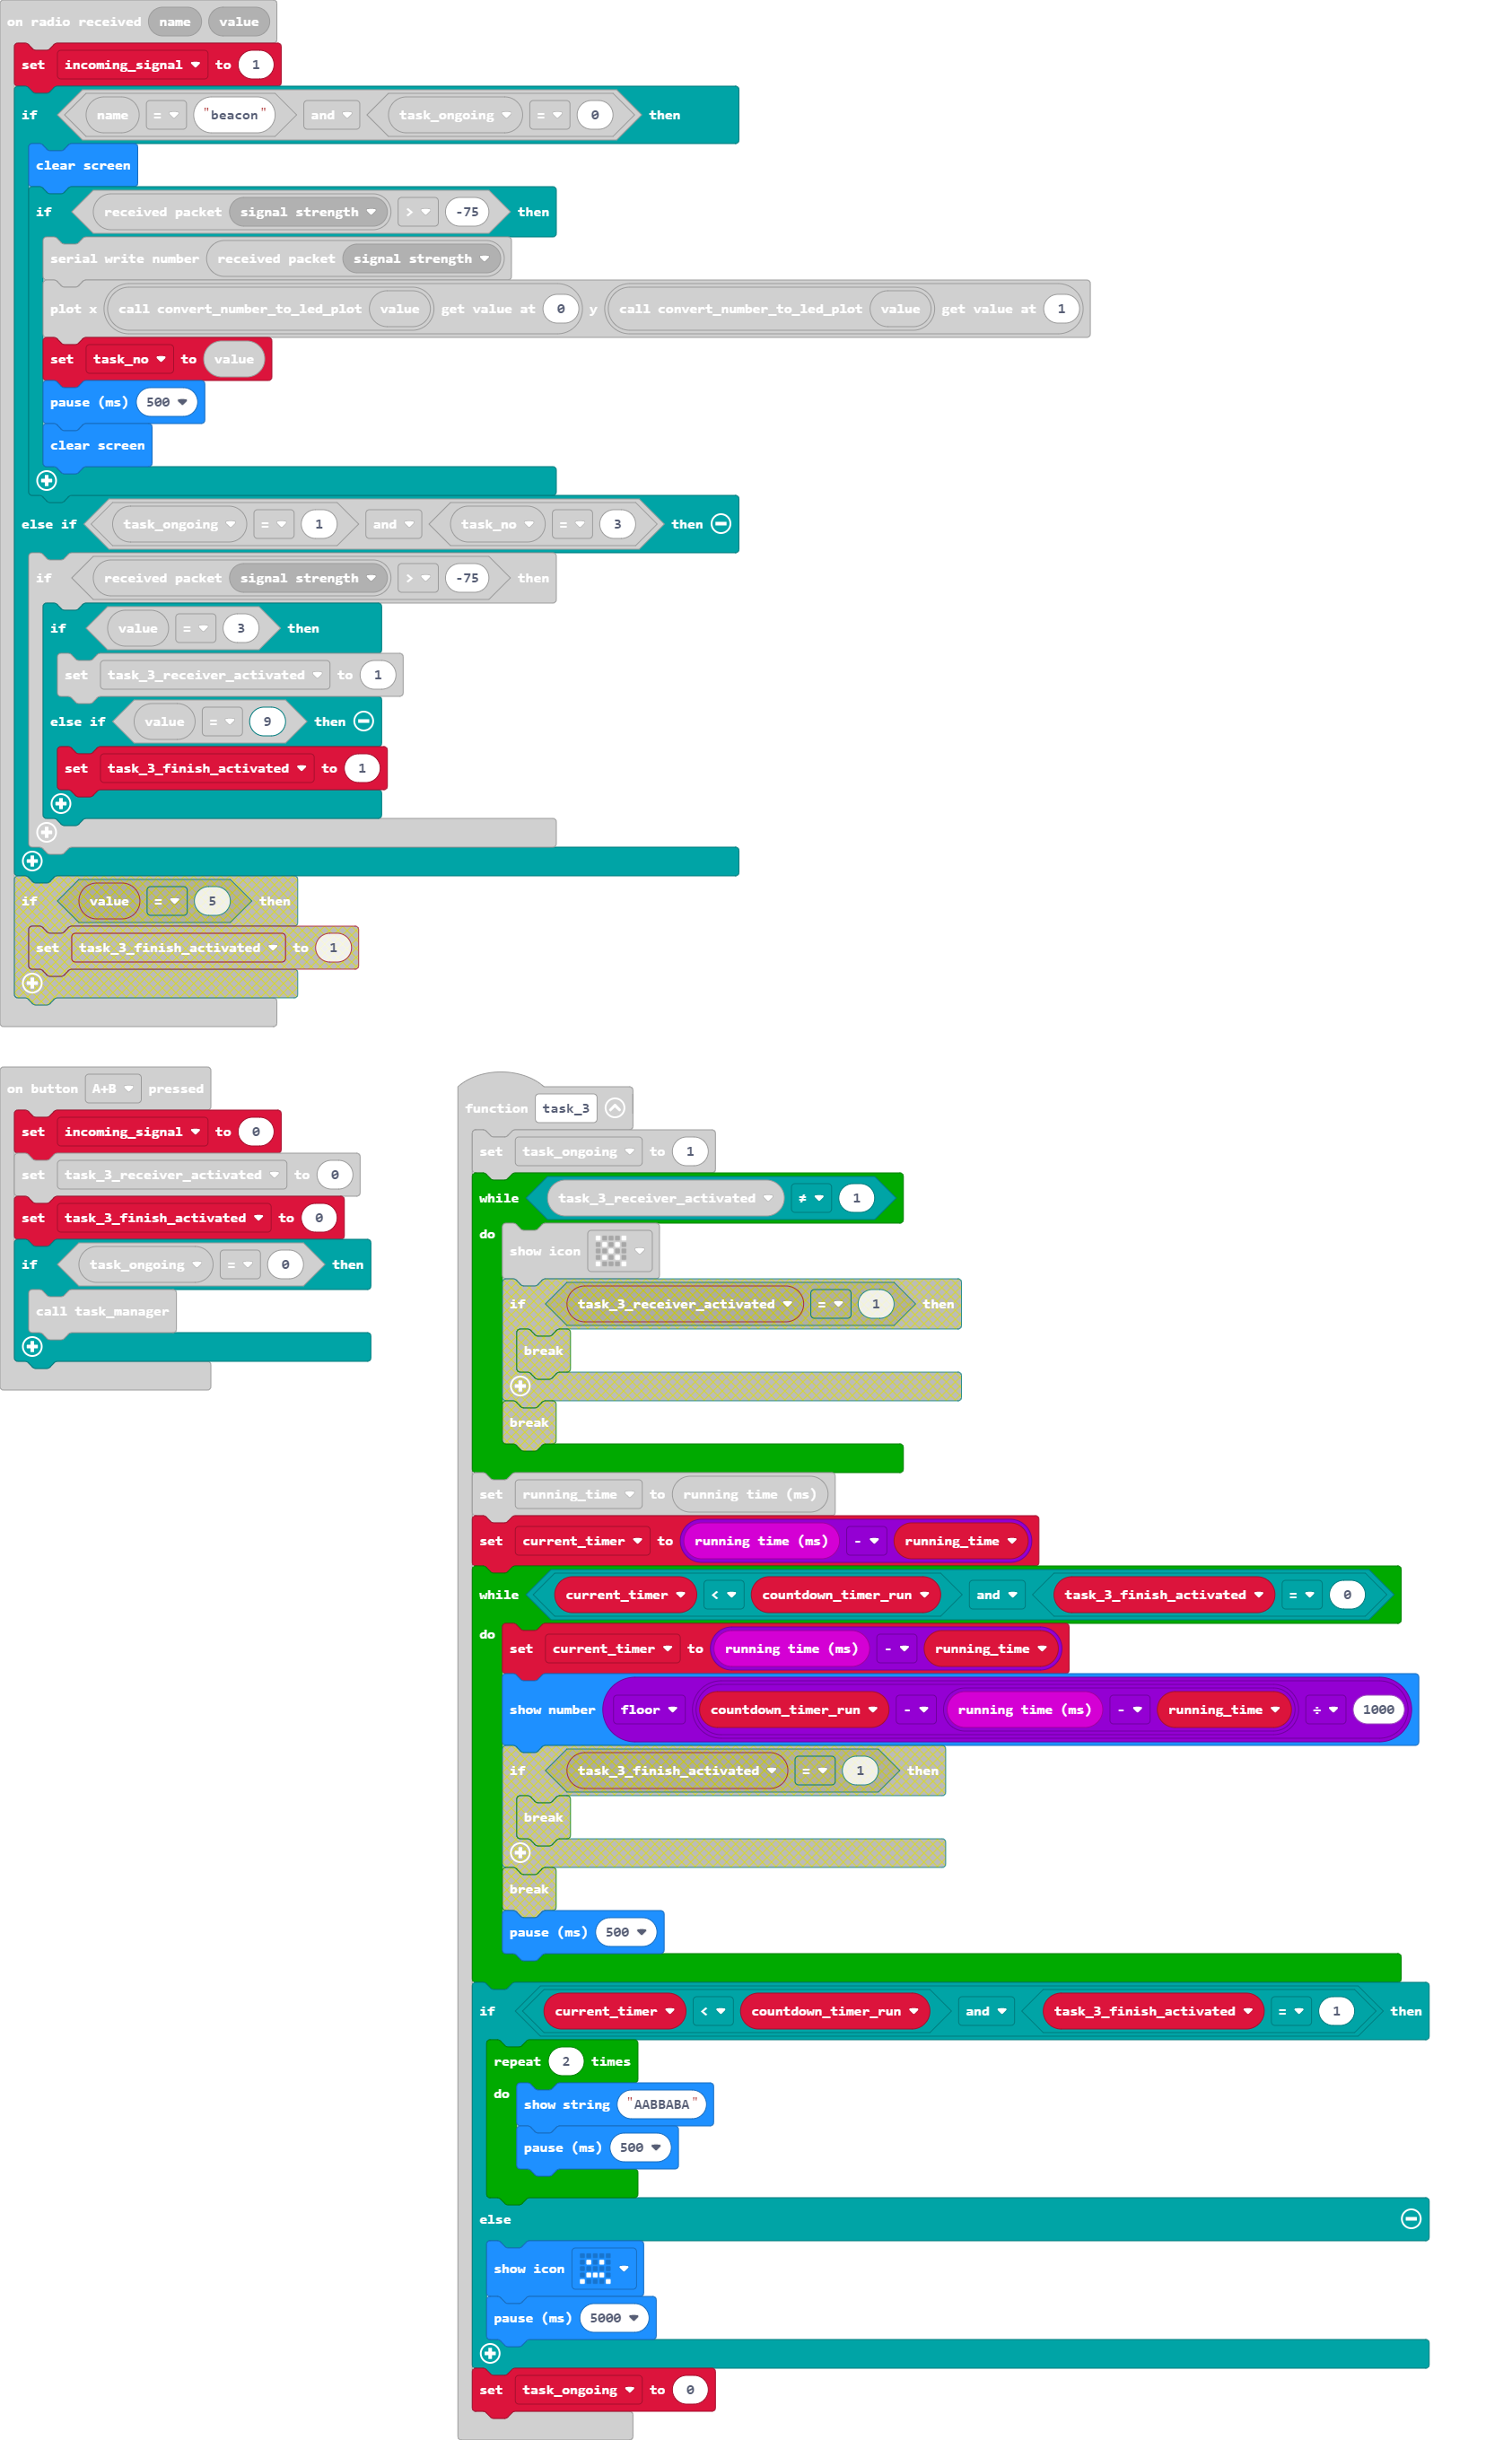 on radio received name value
set incoming_signal to 1
if name = "beacon" and task_ongoing = 0 then
clear screen
if received packet signal strength > -75 then
serial write number received packet signal strength
plot x call convert_number_to_led_plot value get value at 0 y call convert_number_to_led_plot value get value at 1
set task_no to value
pause (ms) 500
clear screen
else if task_ongoing = 1 and task_no = 3 then
if received packet signal strength > -75 then
if value = 3 then
set task_3_receiver_activated to 1
else if value = 9 then
set task_3_finish_activated to 1
if value = 5 then
set task_3_finish_activated to 1
on button A+B pressed
set incoming_signal to 0
set task_3_receiver_activated to 0
set task_3_finish_activated to 0
if task_ongoing = 0 then
call task_manager
function task_3
set task_ongoing to 1
while task_3_receiver_activated ≠ 1
do
show icon
if task_3_receiver_activated = 1 then
break
break
set running_time to running time (ms)
set current_timer to running time (ms) - running_time
while current_timer < countdown_timer_run and task_3_finish_activated = 0
do set current_timer to running time (ms) - running_time
show number floor countdown_timer_run - running time (ms) - running_time ÷ 1000
if task_3_finish_activated = 1 then
break
break
pause (ms) 500
if current_timer < countdown_timer_run and task_3_finish_activated = 1 then
repeat 2 times
do show string "AABBABA"
pause (ms) 500
else
show icon
pause (ms) 5000
set task_ongoing to 0